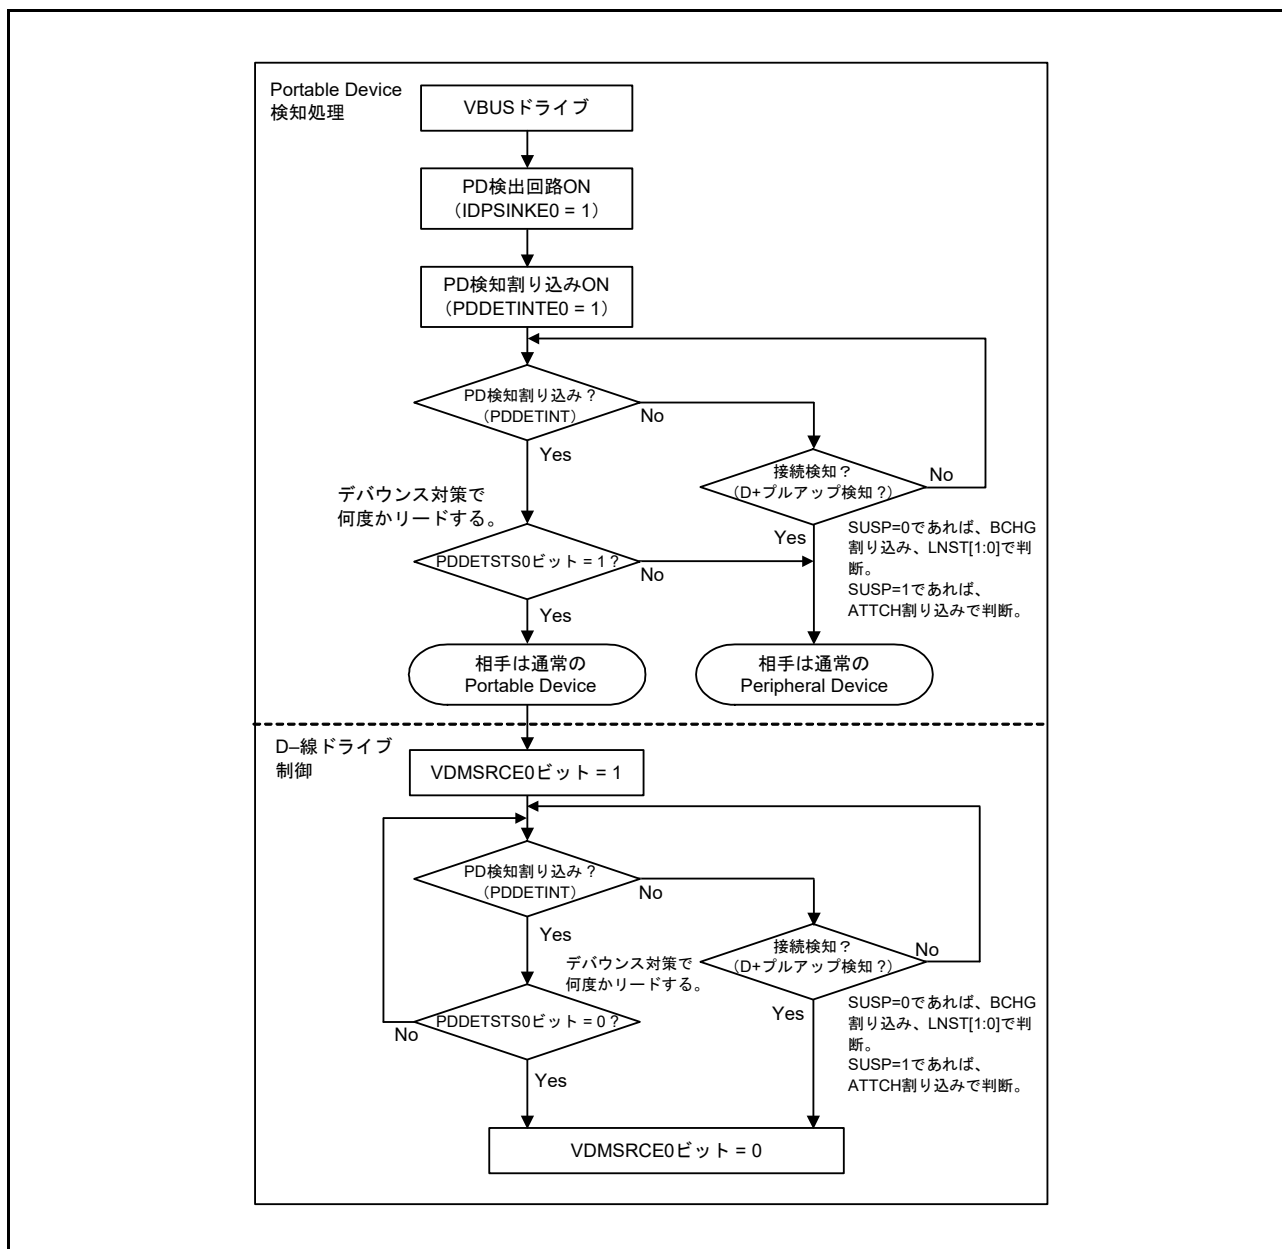 Portable Device
検知処理
VBUSドライブ
PD検出回路ON
（IDPSINKE0 = 1）
PD検知割り込みON
（PDDETINTE0 = 1）
PD検知割り込み？
（PDDETINT）
No
Yes
接続検知？
（D+プルアップ検知？）
No
Yes
デバウンス対策で
何度かリードする。
SUSP=0であれば、BCHG
割り込み、LNST[1:0]で判
断。
SUSP=1であれば、
ATTCH割り込みで判断。
PDDETSTS0ビット = 1？
No
Yes
相手は通常の
Portable Device
相手は通常の
Peripheral Device
D–線ドライブ
制御
VDMSRCE0ビット = 1
PD検知割り込み？
（PDDETINT）
No
Yes
接続検知？
（D+プルアップ検知？）
No
Yes
デバウンス対策で
何度かリードする。
SUSP=0であれば、BCHG
割り込み、LNST[1:0]で判
断。
SUSP=1であれば、
ATTCH割り込みで判断。
PDDETSTS0ビット = 0？
No
Yes
VDMSRCE0ビット = 0